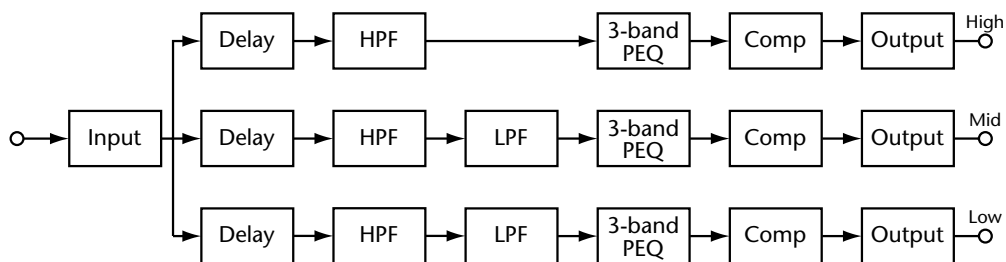 High
Delay HPF 3-band PEQ Comp Output
Mid
Input Delay HPF LPF 3-band PEQ Comp Output
Low
Delay HPF LPF 3-band PEQ Comp Output